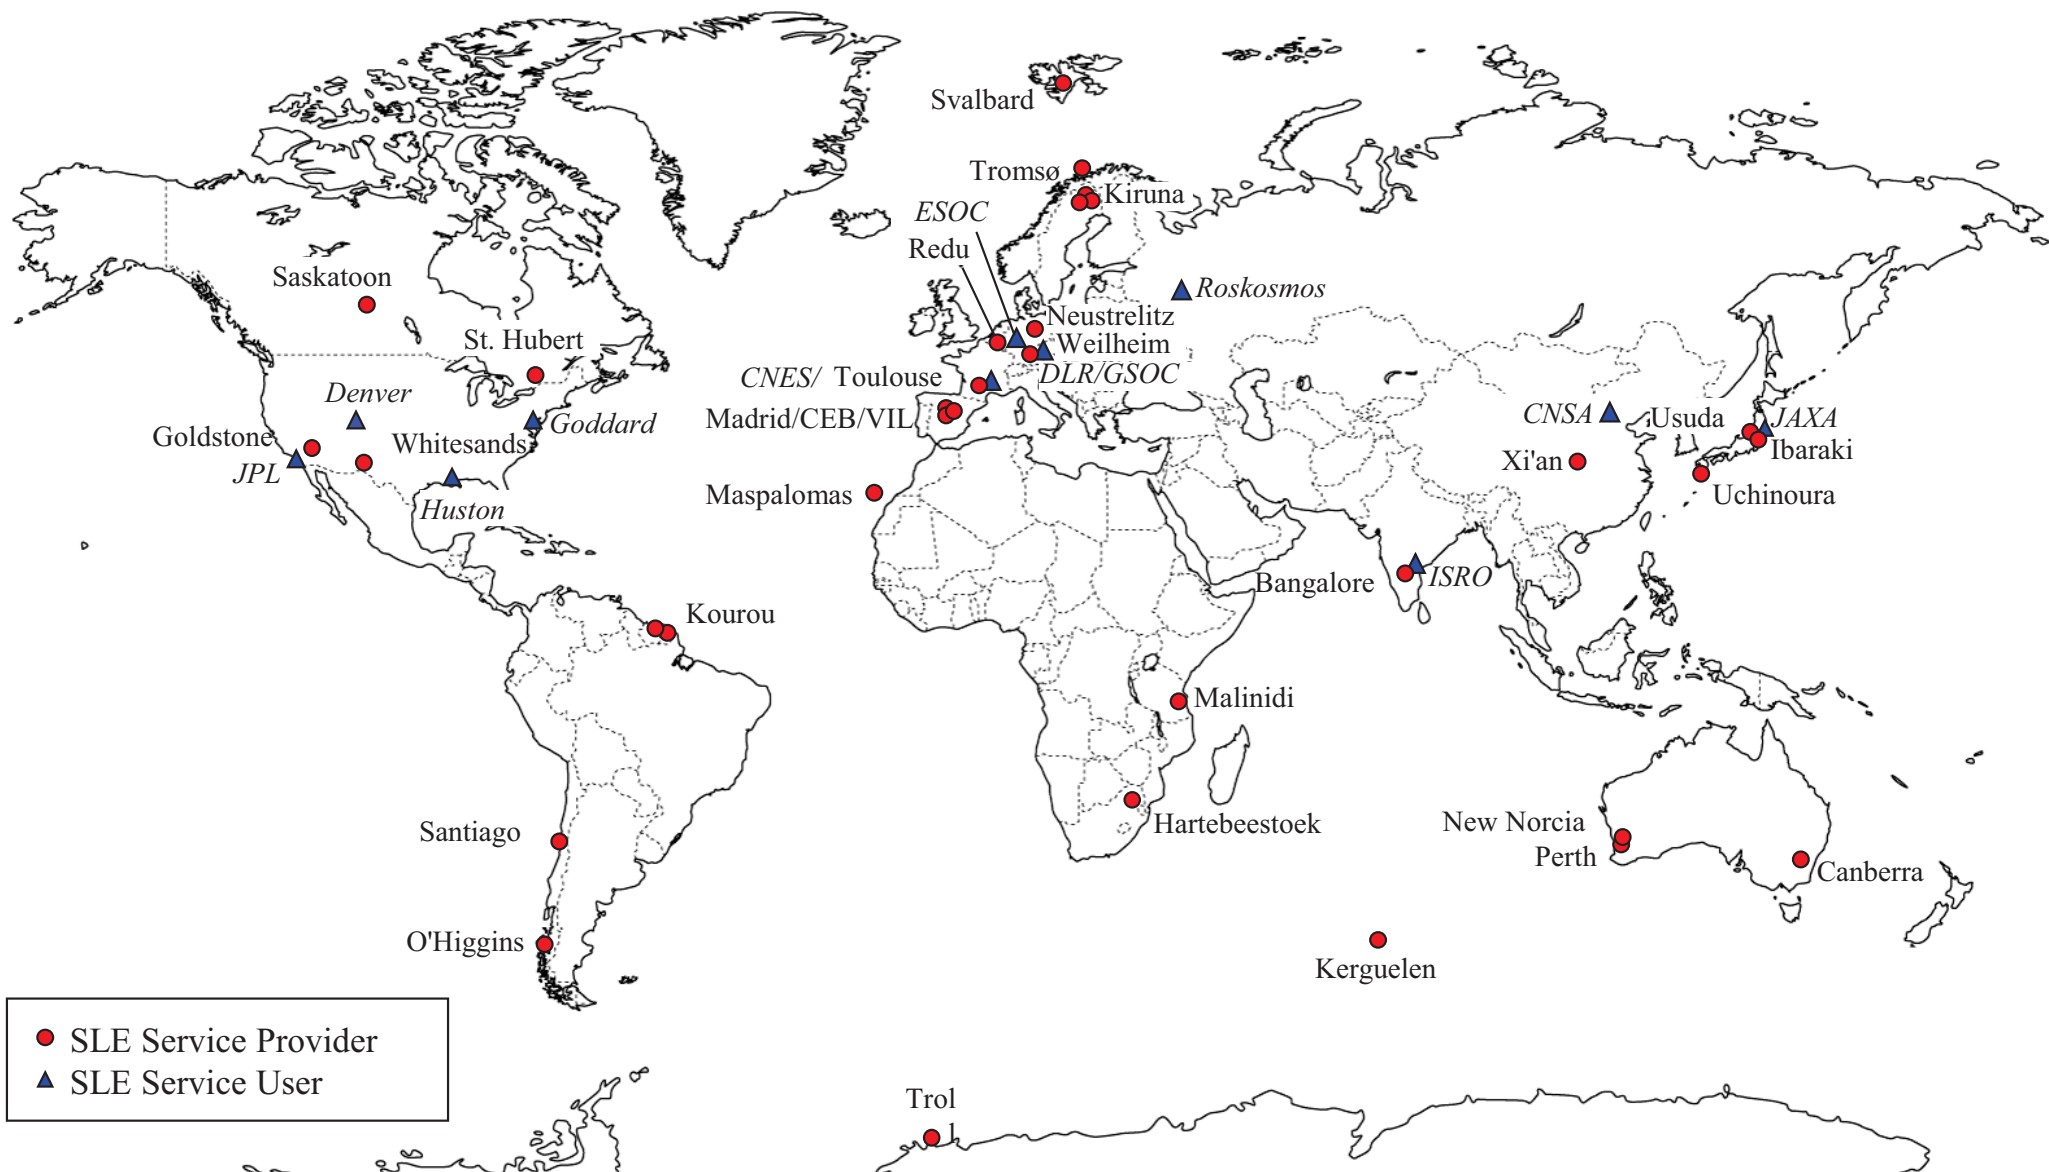 Svalbard
Tromsø
Kiruna
ESOC
Redu
Saskatoon
Roskosmos
Neustrelitz
St. Hubert
Weilheim
CNES/ Toulouse
DLR/GSOC
Denver
Goddard
Madrid/CEB/VIL
CNSA
Usuda
JAXA
Goldstone
Whitesands
Ibaraki
JPL
Xi'an
Maspalomas
Uchinoura
Huston
Bangalore
ISRO
Kourou
Malinidi
Santiago
Hartebeestoek
New Norcia
Perth
Canberra
O'Higgins
Kerguelen
SLE Service Provider
SLE Service User
Trol
l